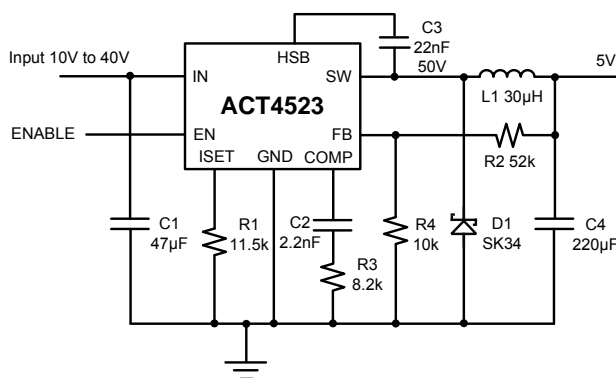 C3
22nF
50V
Input 10V to 40V
HSB
IN
SW
5V
L1 30µH
ACT4523
ENABLE
EN
FB
R2 52k
ISET
GND
COMP
C1
47µF
R1
11.5k
C2
2.2nF
R3
8.2k
R4
10k
D1
SK34
C4
220µF